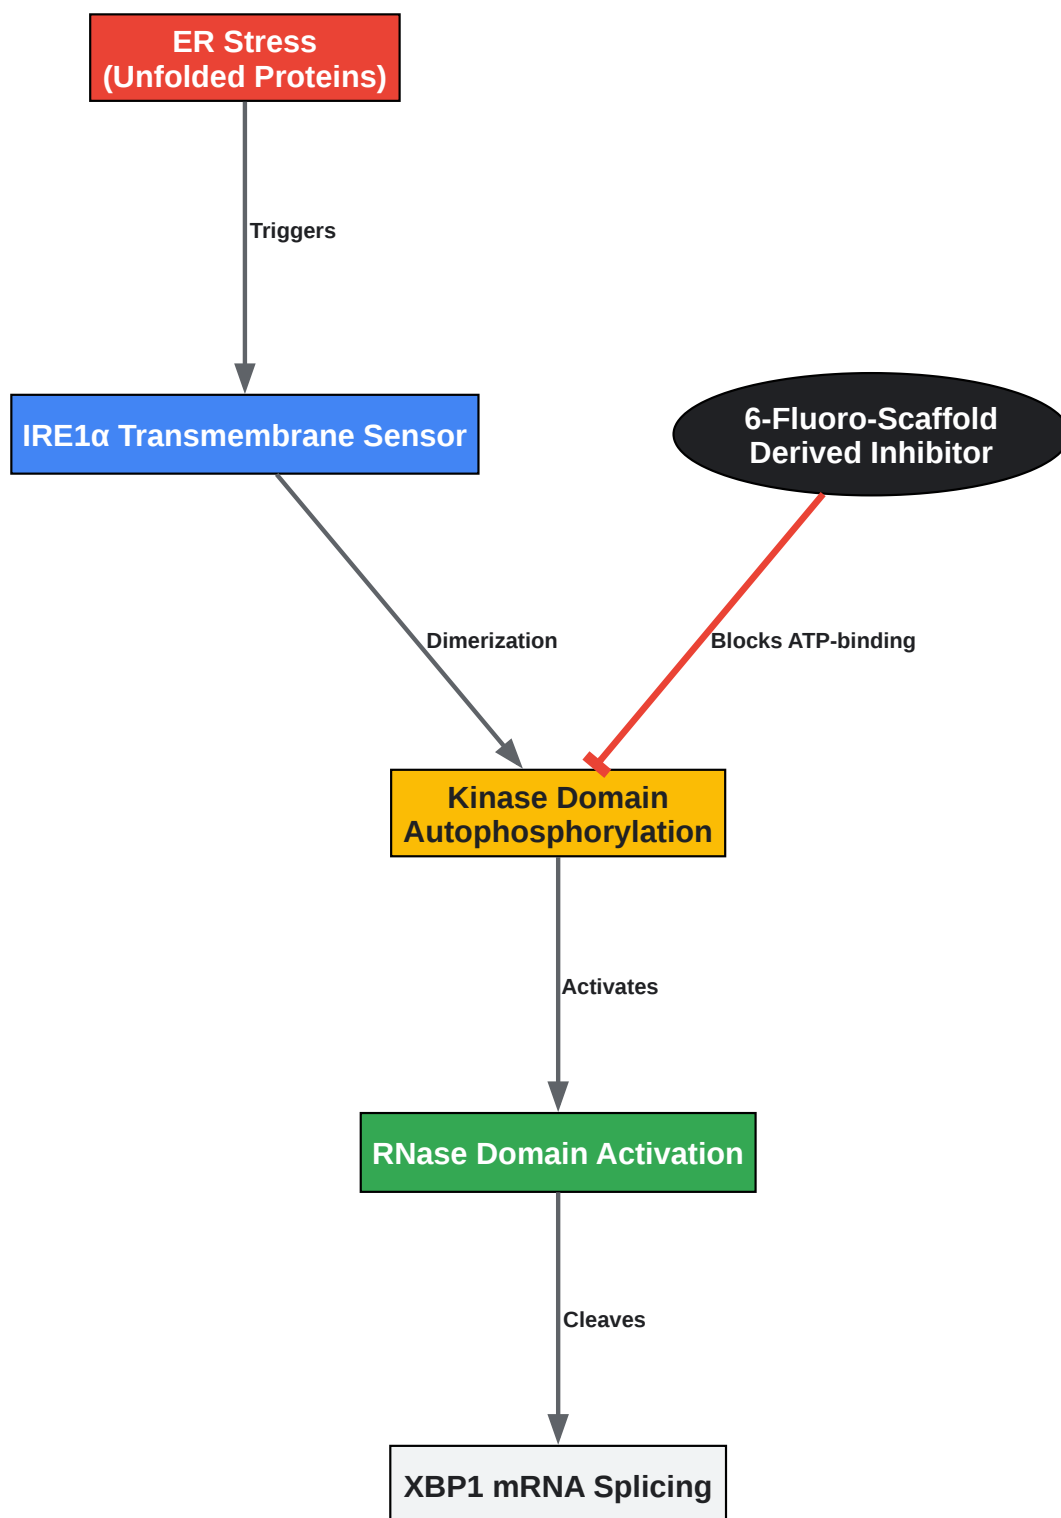 ER Stress
(Unfolded Proteins)
Triggers
IRE1α Transmembrane Sensor
6-Fluoro-Scaffold
Derived Inhibitor
Dimerization
Blocks ATP-binding
Kinase Domain
Autophosphorylation
Activates
RNase Domain Activation
Cleaves
XBP1 mRNA Splicing